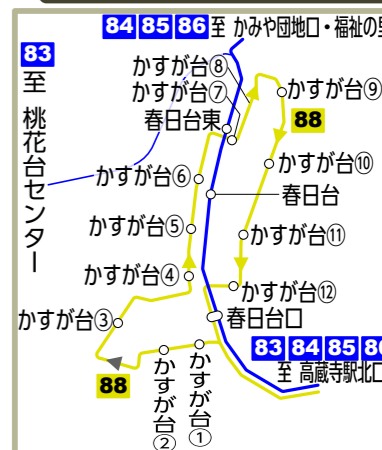 84 85 86 至 かみや団地口・福祉の里
83
至 桃花台センター
かすが台⑧
かすが台⑦
春日台東
かすが台⑨
88
かすが台⑥
かすが台⑩
春日台
かすが台⑤
かすが台⑪
かすが台④
かすが台⑫
かすが台③
春日台口
83 84 85 86
至 高蔵寺駅北口
88
かすが台②
かすが台①